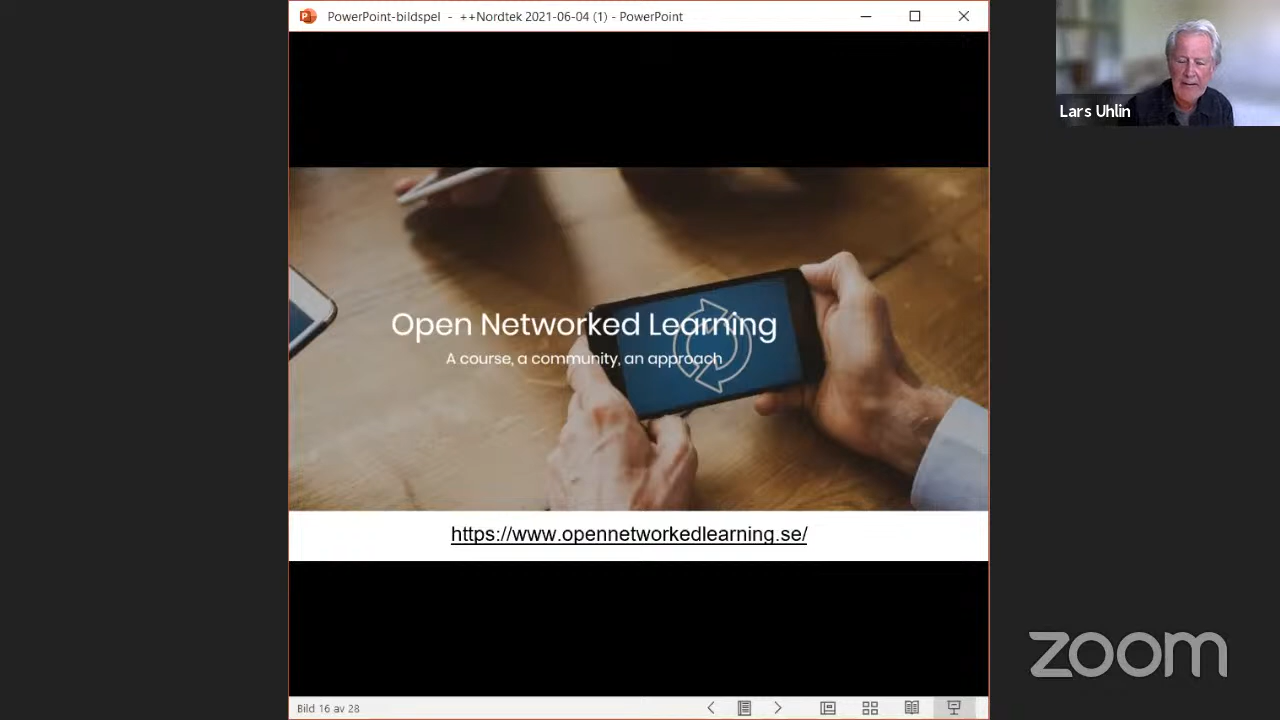 PowerPoint-bildspel - ++Nordtek 2021-06-04 (1) - PowerPoint
Lars Uhlin
Open Networked Learning
A course, a community, an approach
https://www.opennetworkedlearning.se/
zoom
Bild 16 av 28